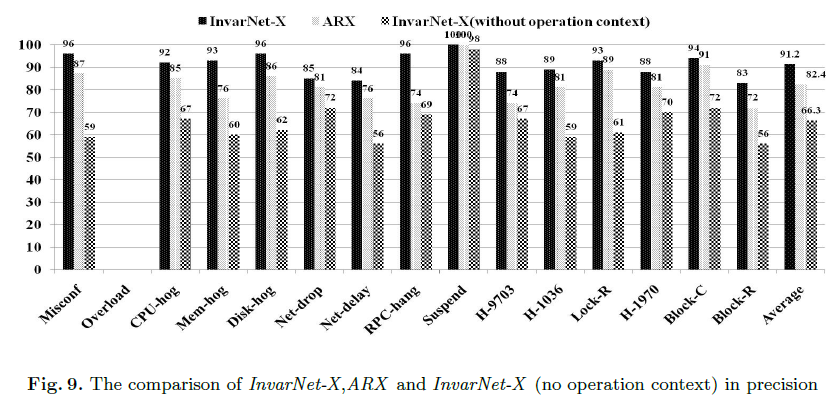 InvarNet-X ARX InvarNet-X(without operation context)
100
90
80
70
60
50
40
30
20
10
0
96 87 59
92 85 67
93 76 60
96 86 62
85 81 72
84 76 56
96 74 69
100 100 98
88 74 67
89 81 59
93 89 61
88 81 70
94 91 72
83 72 56
91.2 82.4 66.3
Misconf
Overload
CPU-hog
Mem-hog
Disk-hog
Net-drop
Net-delay
RPC-hang
Suspend
H-9703
H-1036
Lock-R
H-1970
Block-C
Block-R
Average
Fig. 9. The comparison of InvarNet-X,ARX and InvarNet-X (no operation context) in precision